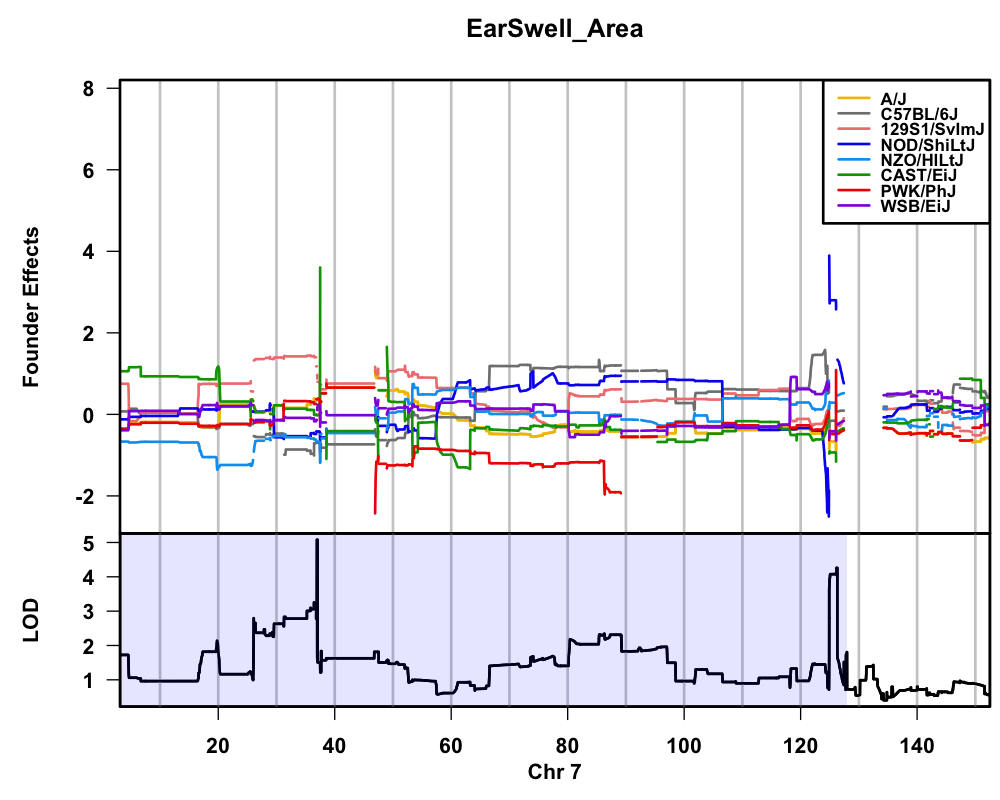 EarSwell_Area
8
6
4
2
0
-2
Founder Effects
A/J
C57BL/6J
129S1/SvImJ
NOD/ShiLtJ
NZO/HlLtJ
CAST/EiJ
PWK/PhJ
WSB/EiJ
5
4
3
2
1
LOD
20 40 60 80 100 120 140
Chr 7